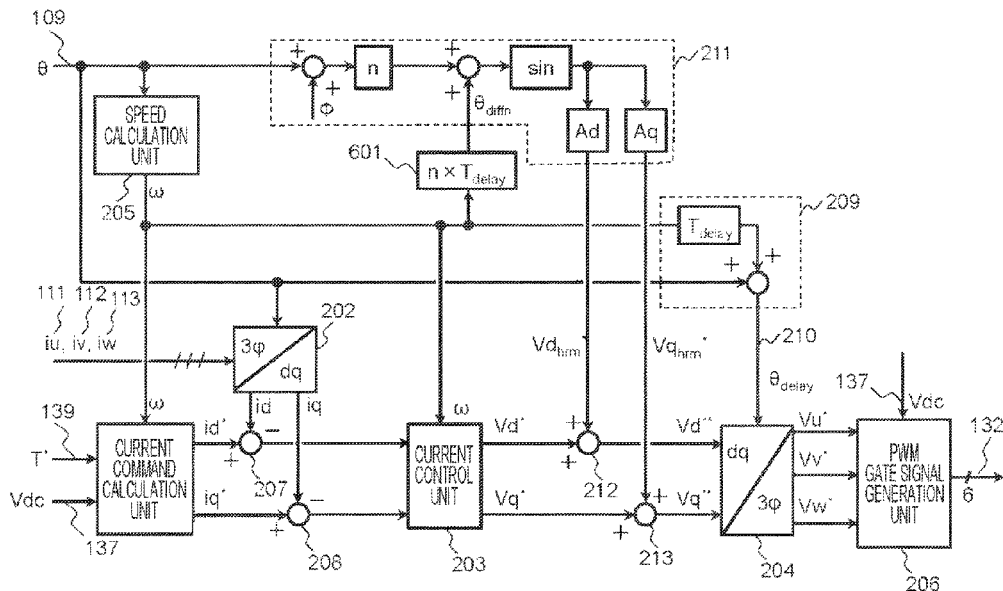 109
θ
+
+
Φ
n
+
+
θdiffn
sin
211
Ad
Aq
SPEED
CALCULATION
UNIT
205
ω
601
n × Tdelay
209
Tdelay
+
+
111 112 113
iu, iv, iw
202
3φ
dq
id
iq
Vdhrm*
Vqhrm*
210
θdelay
137
Vdc
139
T*
Vdc
137
ω
CURRENT
COMMAND
CALCULATION
UNIT
id*
iq*
−
+
207
−
+
208
ω
CURRENT
CONTROL
UNIT
203
Vd*
Vq*
+
+
212
+
+
213
Vd**
Vq**
dq
3φ
204
Vu*
Vv*
Vw*
PWM
GATE SIGNAL
GENERATION
UNIT
206
132
6